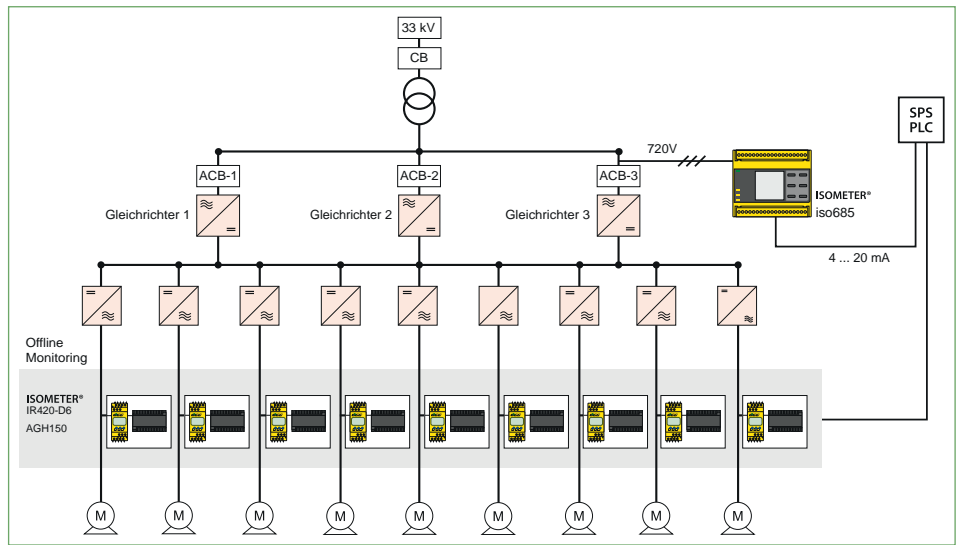 33 kV
CB
SPS
PLC
720V
ACB-1
ACB-2
ACB-3
Gleichrichter 1
Gleichrichter 2
Gleichrichter 3
ISOMETER®
iso685
4 ... 20 mA
Offline
Monitoring
ISOMETER®
IR420-D6
AGH150
M
M
M
M
M
M
M
M
M